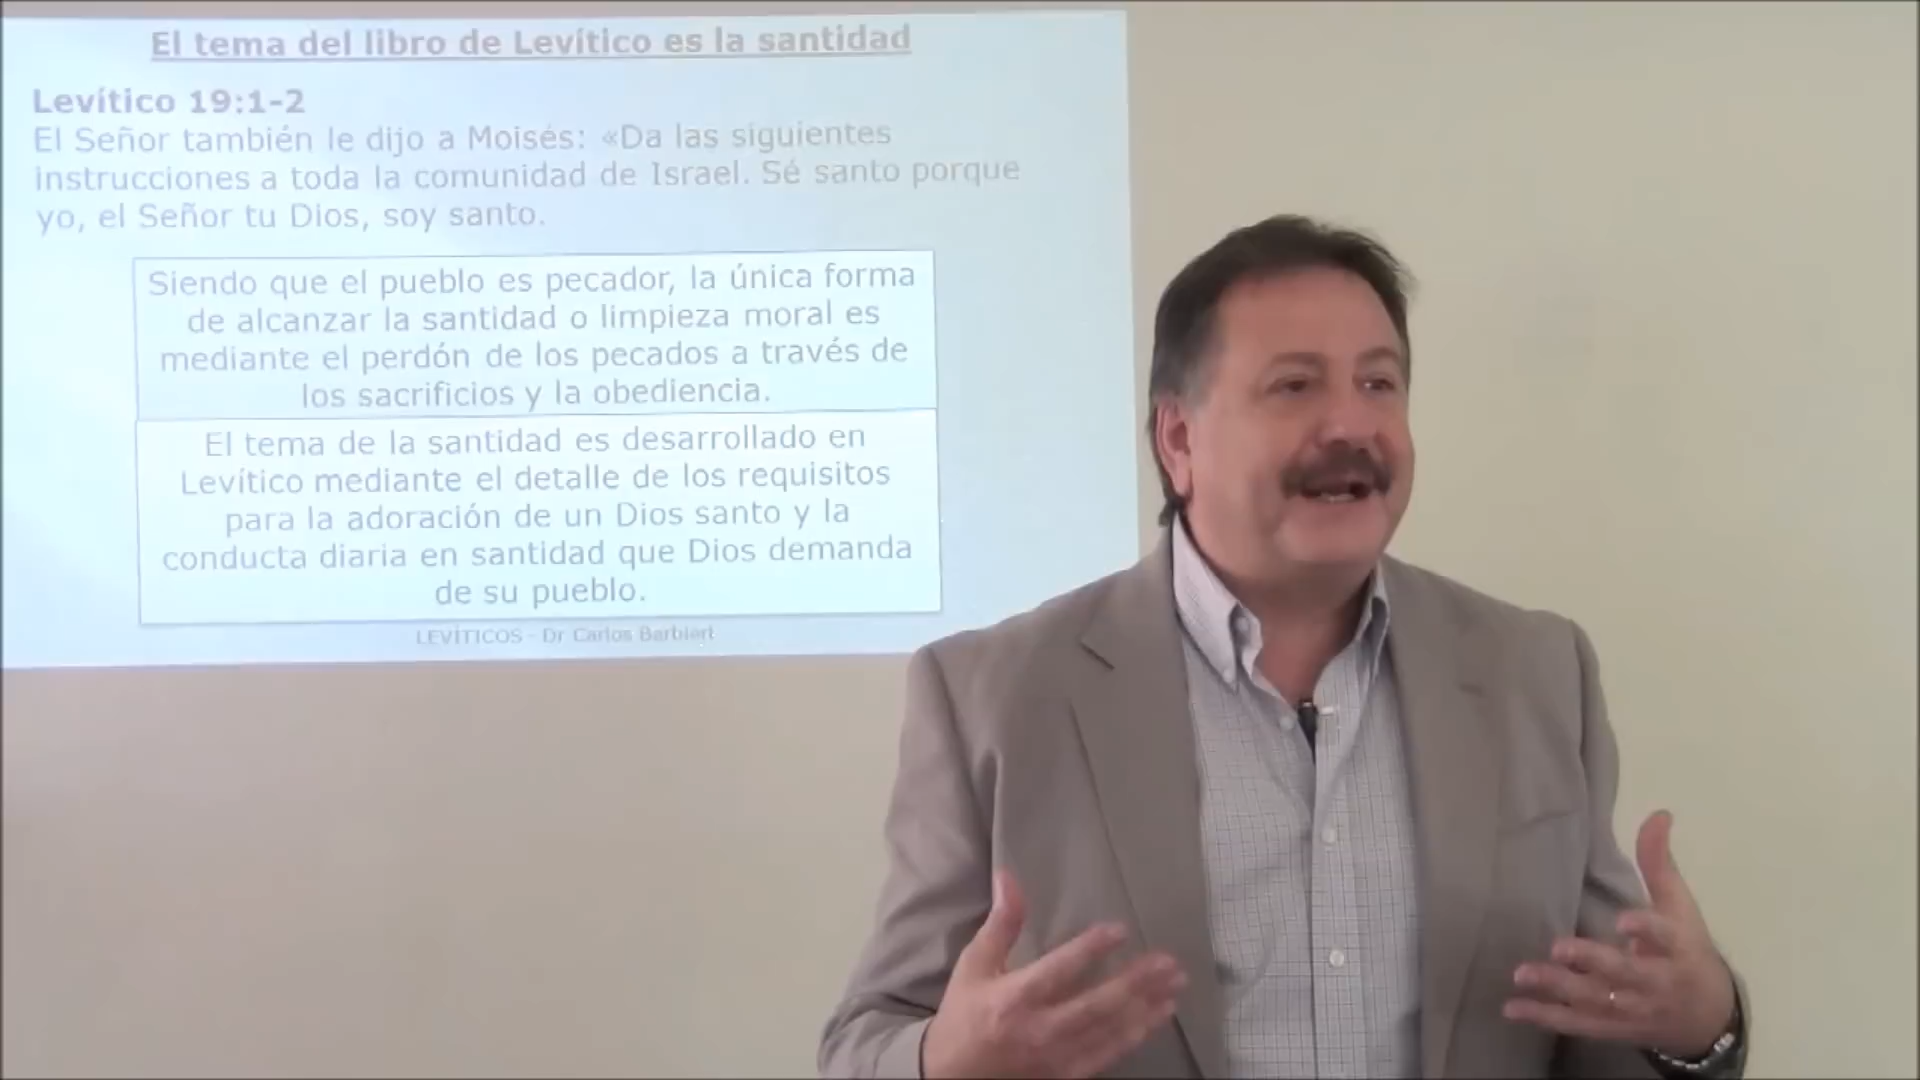 El tema del libro de Levítico es la santidad
Levítico 19:1-2
El Señor también le dijo a Moisés: «Da las siguientes
instrucciones a toda la comunidad de Israel. Sé santo porque
yo, el Señor tu Dios, soy santo.
Siendo que el pueblo es pecador, la única forma
de alcanzar la santidad o limpieza moral es
mediante el perdón de los pecados a través de
los sacrificios y la obediencia.
El tema de la santidad es desarrollado en
Levítico mediante el detalle de los requisitos
para la adoración de un Dios santo y la
conducta diaria en santidad que Dios demanda
de su pueblo.
LEVÍTICOS - Dr Carlos Barbieri